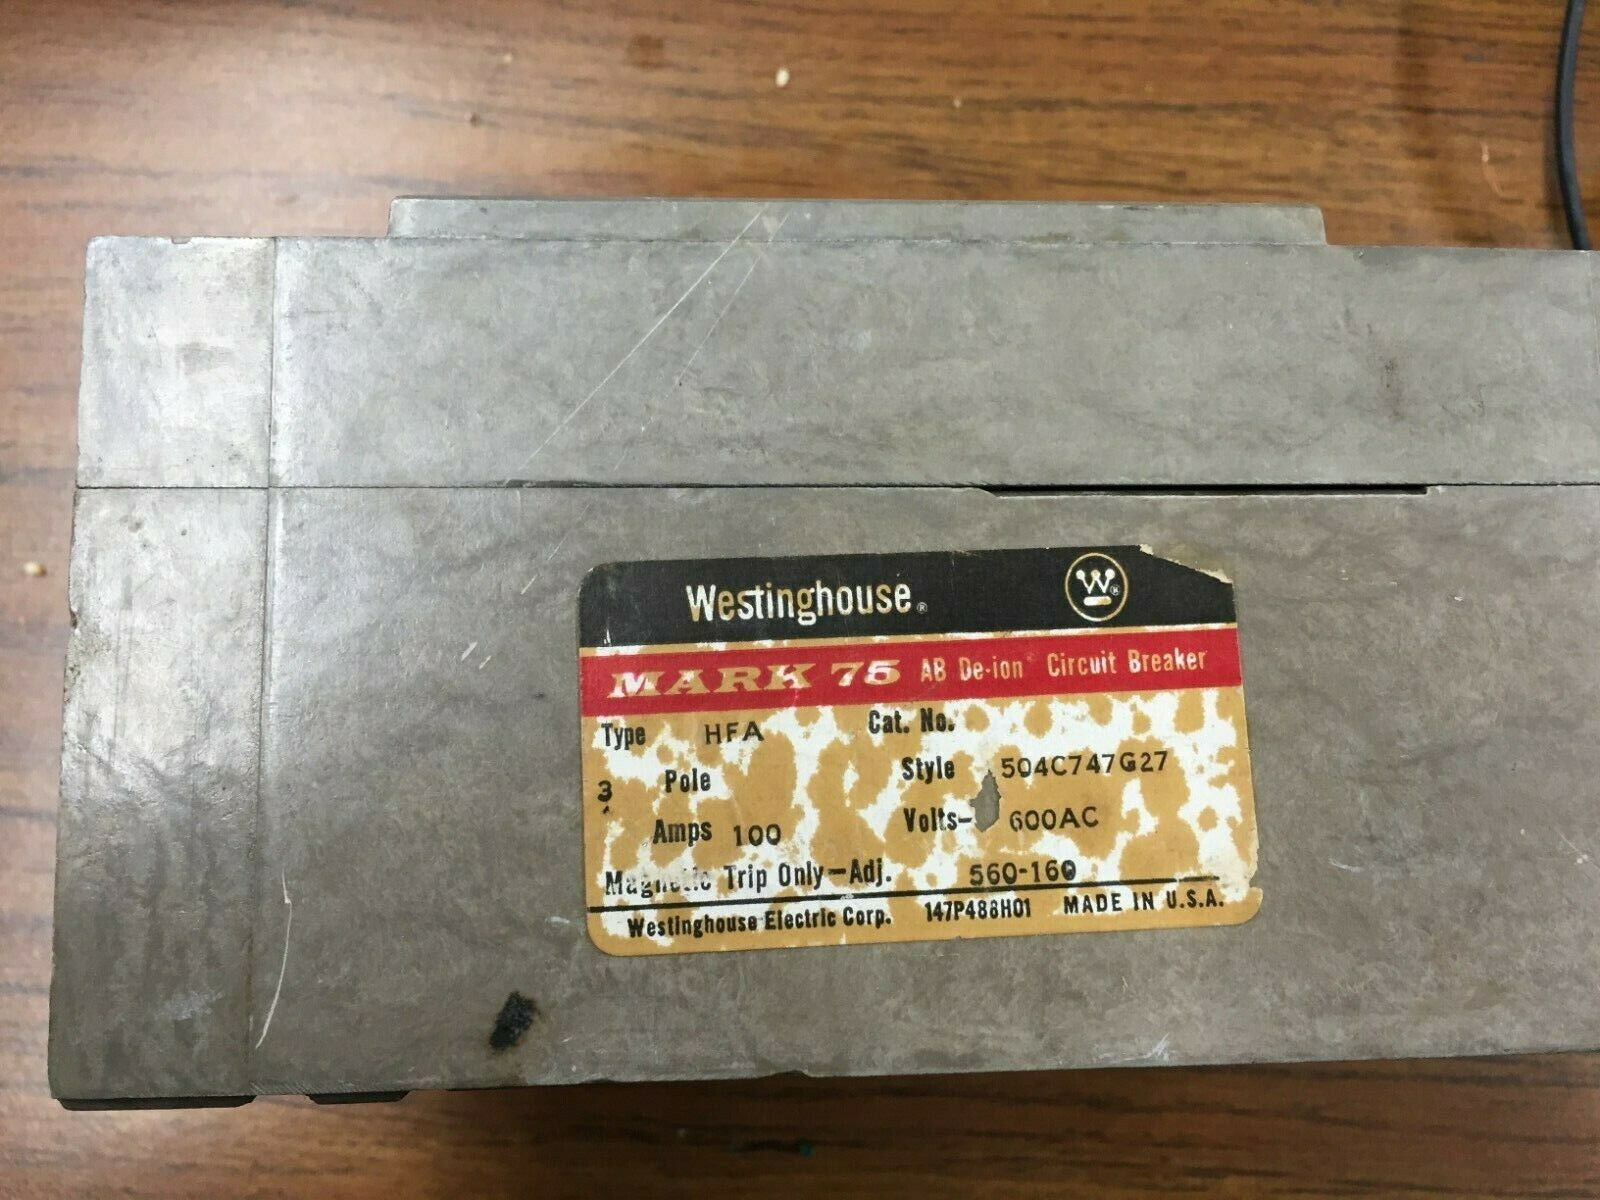 Westinghouse® W®
MARK 75 AB De-ion® Circuit Breaker
Type HFA Cat. No.
3 Pole Style 504C747G27
Amps 100 Volts- 600AC
Magnetic Trip Only-Adj. 560-160
Westinghouse Electric Corp. 147P488H01 MADE IN U.S.A.